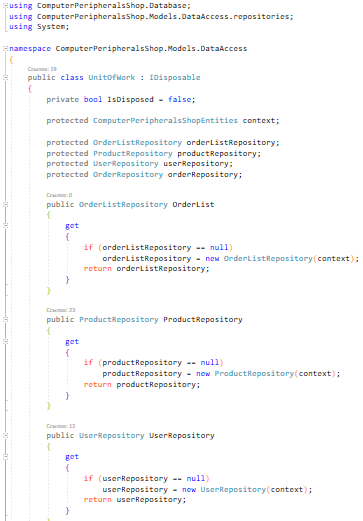 using ComputerPeripheralsShop.Database;
using ComputerPeripheralsShop.Models.DataAccess.repositories;
using System;
namespace ComputerPeripheralsShop.Models.DataAccess
{
Ссылок: 19
public class UnitOfWork : IDisposable
{
private bool IsDisposed = false;
protected ComputerPeripheralsShopEntities context;
protected OrderListRepository orderListRepository;
protected ProductRepository productRepository;
protected UserRepository userRepository;
protected OrderRepository orderRepository;
Ссылок: 0
public OrderListRepository OrderList
{
get
{
if (orderListRepository == null)
orderListRepository = new OrderListRepository(context);
return orderListRepository;
}
}
Ссылок: 23
public ProductRepository ProductRepository
{
get
{
if (productRepository == null)
productRepository = new ProductRepository(context);
return productRepository;
}
}
Ссылок: 12
public UserRepository UserRepository
{
get
{
if (userRepository == null)
userRepository = new UserRepository(context);
return userRepository;
}
}